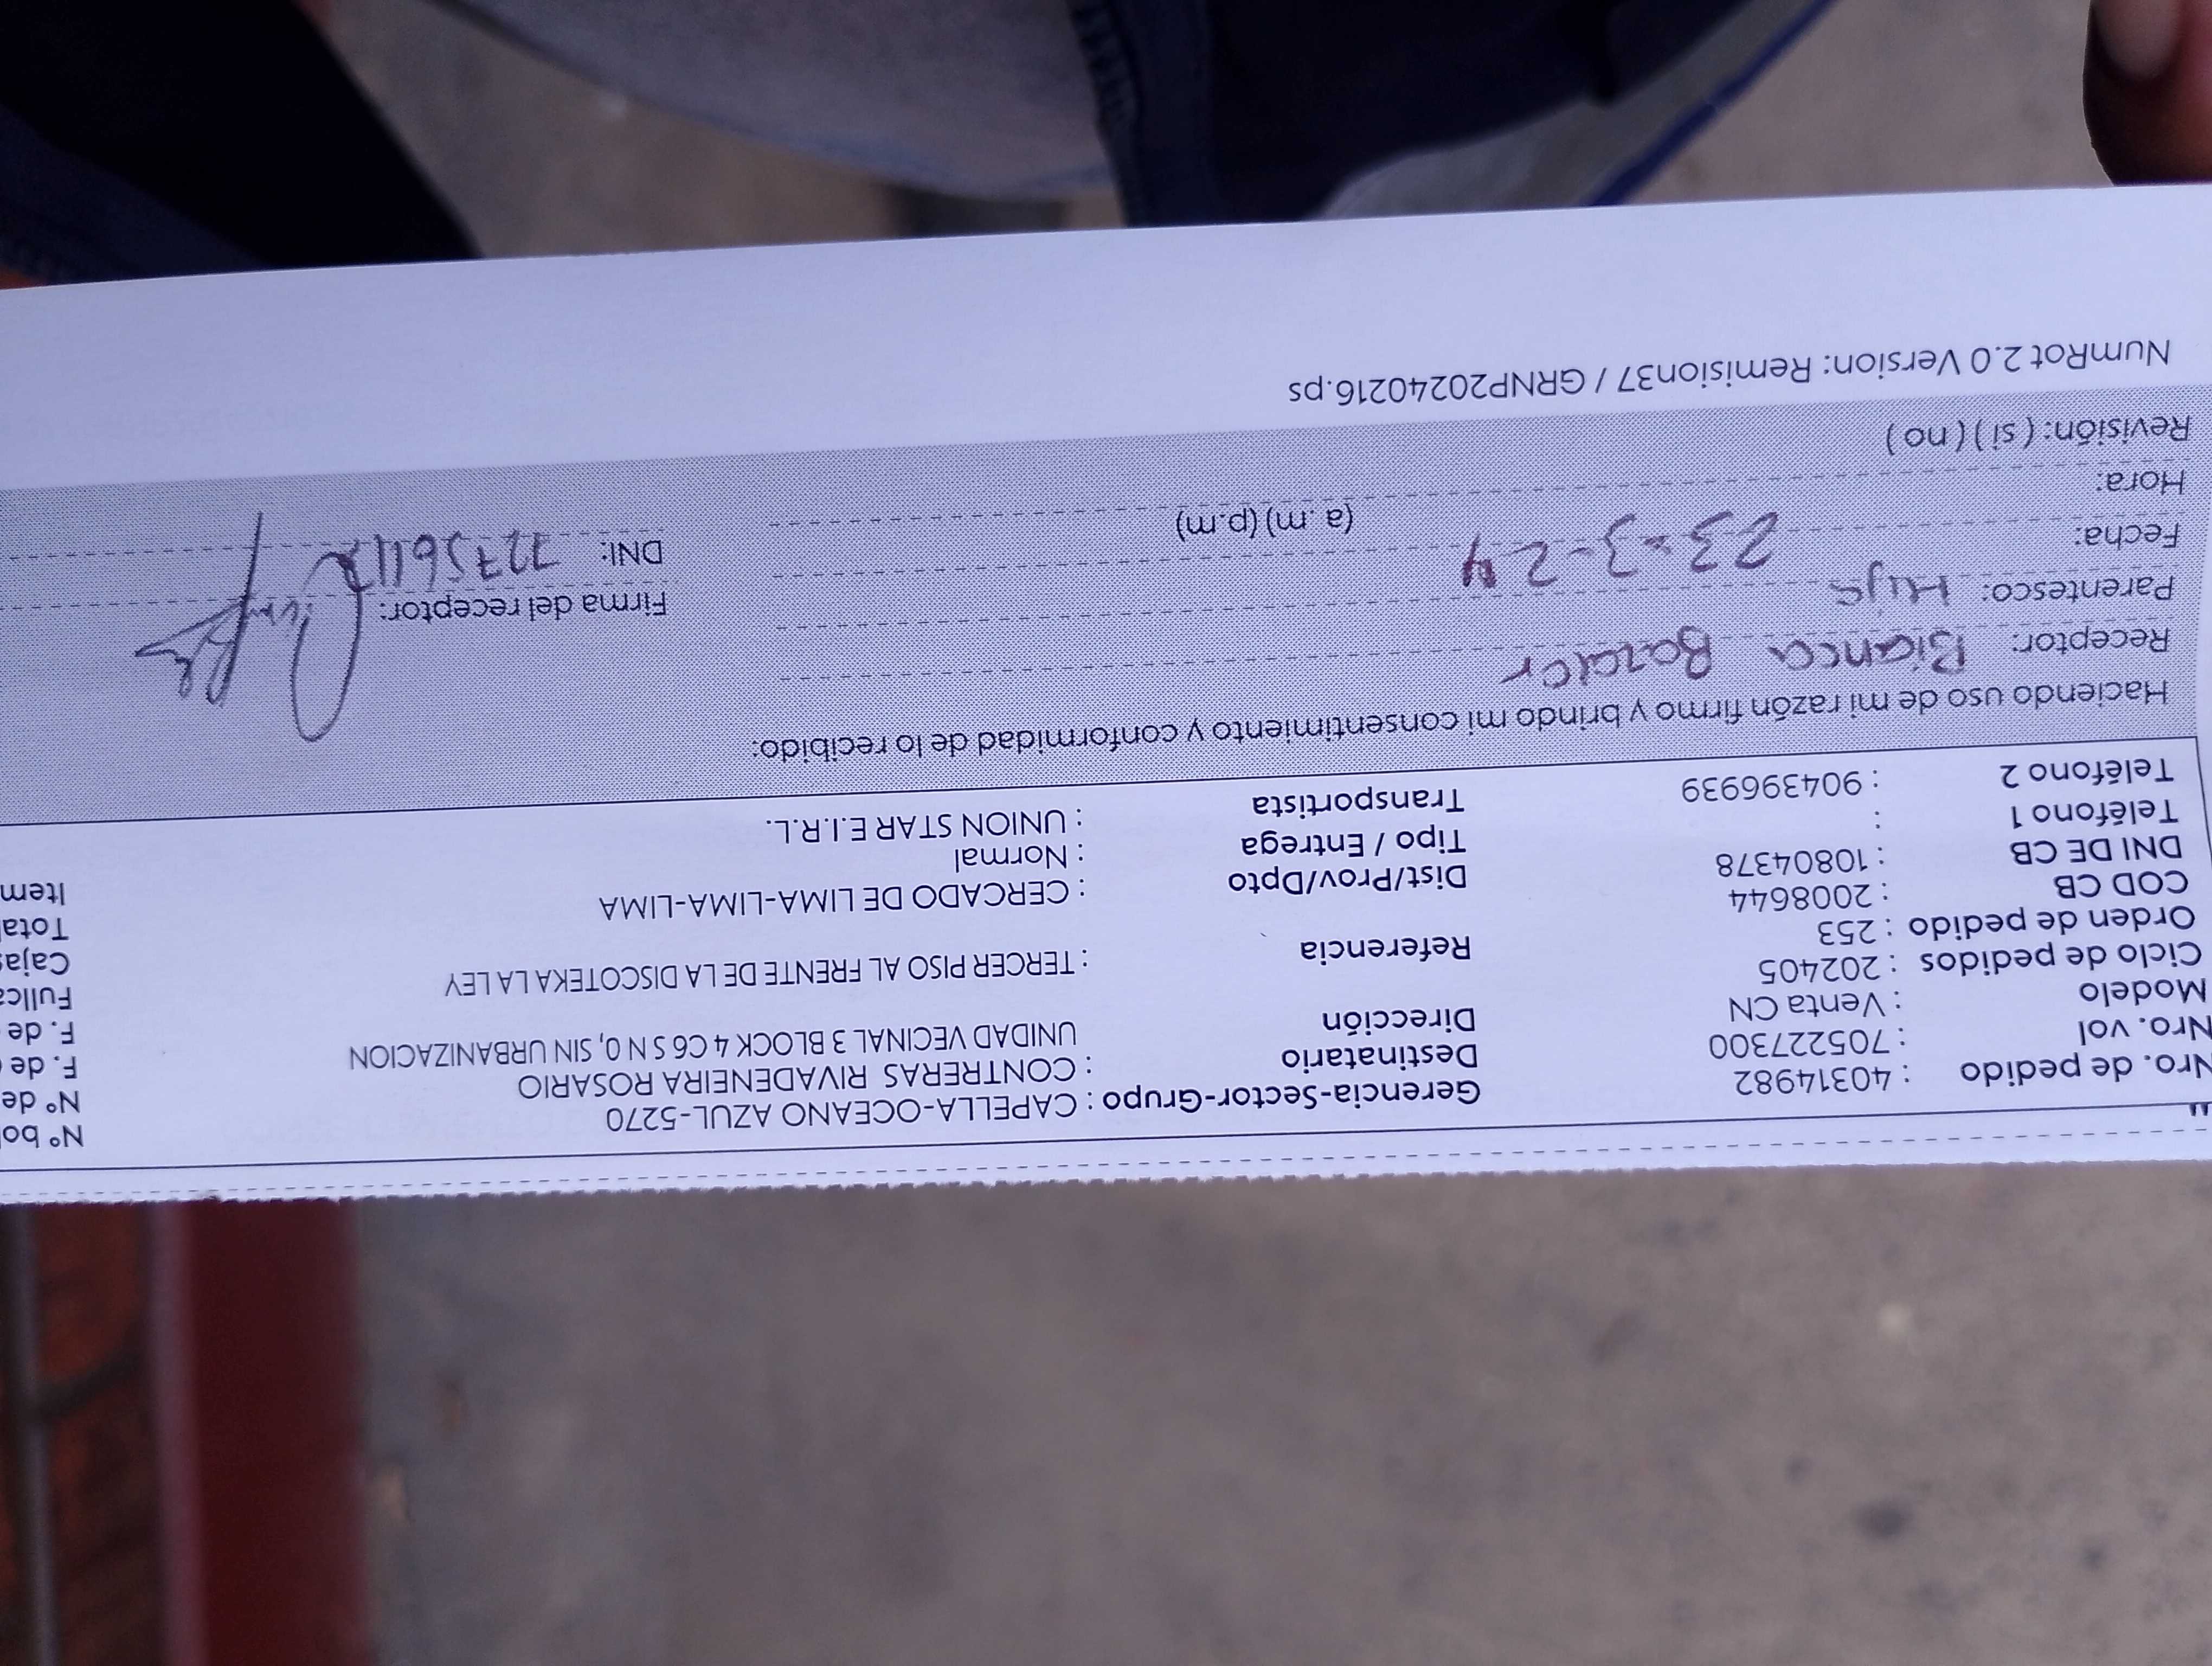 Nro. de pedido : 40314982 Gerencia-Sector-Grupo : CAPELLA-OCEANO AZUL-5270 Nº bo
Nro. vol : 705227300 Destinatario : CONTRERAS RIVADENEIRA ROSARIO Nº de
Modelo : Venta CN Dirección UNIDAD VECINAL 3 BLOCK 4 C6 S N 0, SIN URBANIZACION F. de
Ciclo de pedidos : 202405 F. de
Orden de pedido : 253 Referencia : TERCER PISO AL FRENTE DE LA DISCOTEKA LA LEY Fullca
COD CB : 2008644 Cajas
DNI DE CB : 10804378 Dist/Prov/Dpto : CERCADO DE LIMA-LIMA-LIMA Total
Teléfono 1 : Tipo / Entrega : Normal Item
Teléfono 2 : 904396939 Transportista : UNION STAR E.I.R.L.
Haciendo uso de mi razón firmo y brindo mi consentimiento y conformidad de lo recibido:
Receptor: Bianca
Parentesco: Hija Firma del receptor:
Fecha: 23-3-24 DNI:
Hora: (a. m) (p.m)
Revisión: ( si ) ( no )
NumRot 2.0 Version: Remision37 / GRNP20240216.ps